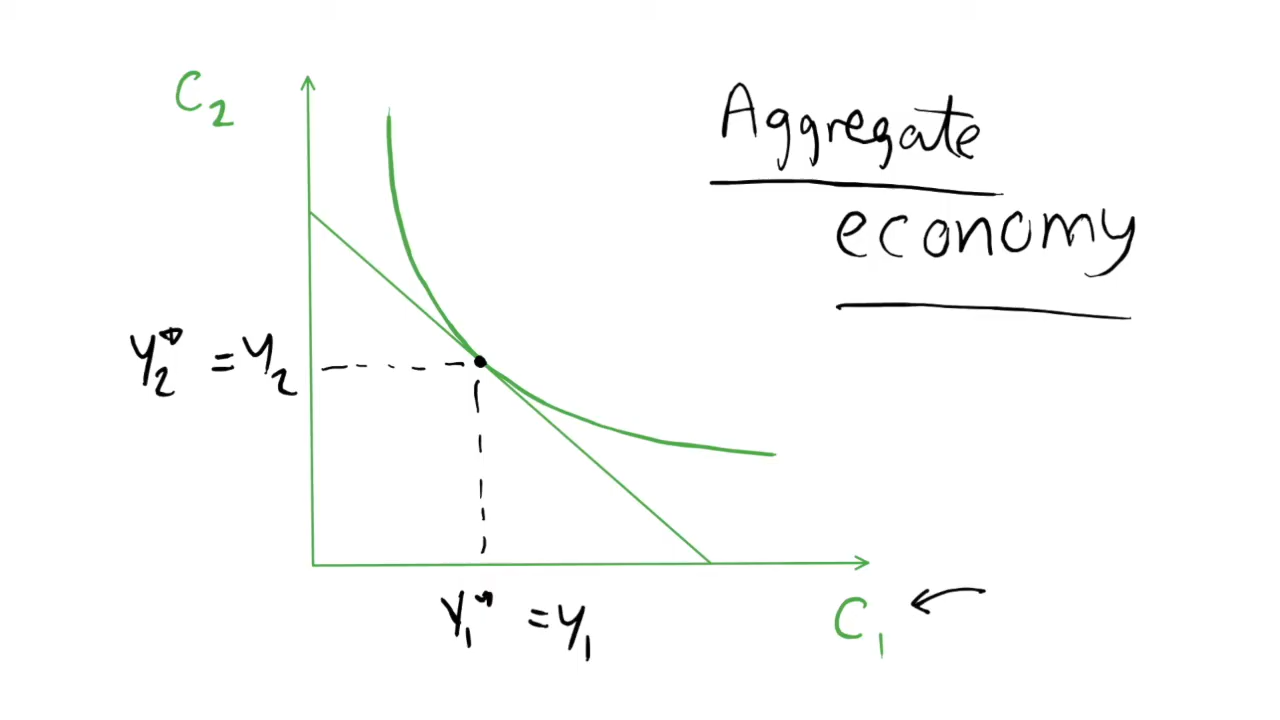 C₂
Aggregate
economy
Y₂* = Y₂
Y₁* = Y₁
C₁